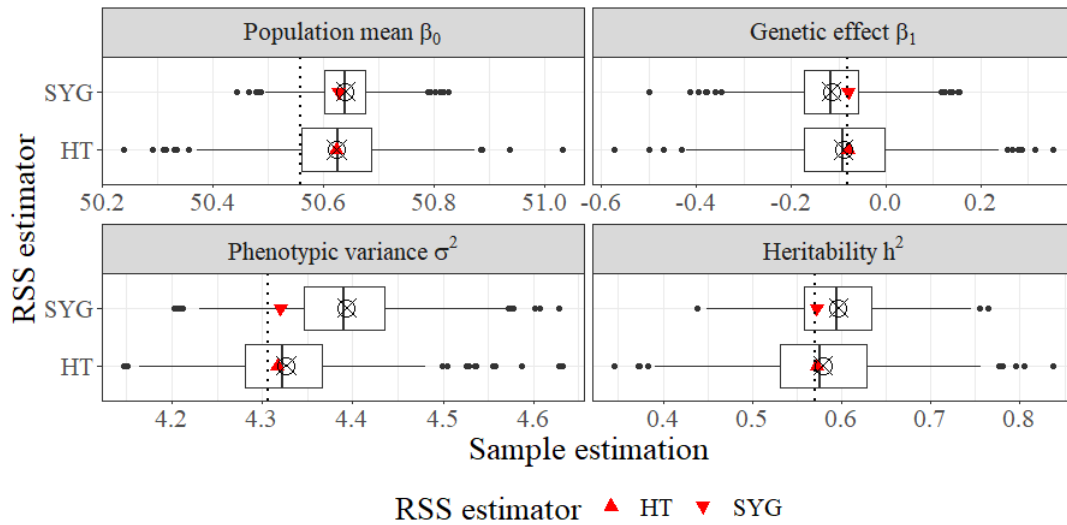 Population mean β₀
Genetic effect β₁
SYG
HT
50.2 50.4 50.6 50.8 51.0
-0.6 -0.4 -0.2 0.0 0.2
Phenotypic variance σ²
Heritability h²
SYG
HT
4.2 4.3 4.4 4.5 4.6
0.4 0.5 0.6 0.7 0.8
RSS estimator
Sample estimation
RSS estimator HT SYG